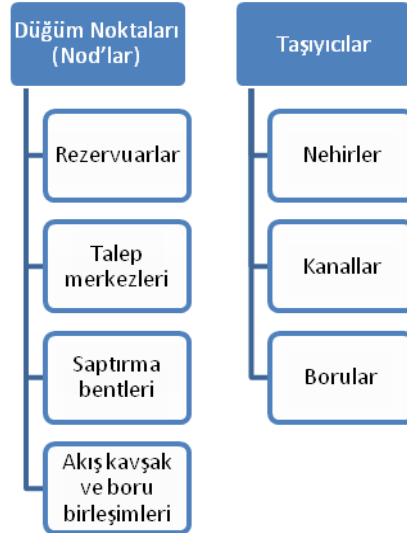 Düğüm Noktaları
(Nod'lar)
Rezervuarlar
Talep
merkezleri
Saptırma
bentleri
Akış kavşak
ve boru
birleşimleri
Taşıyıcılar
Nehirler
Kanallar
Borular